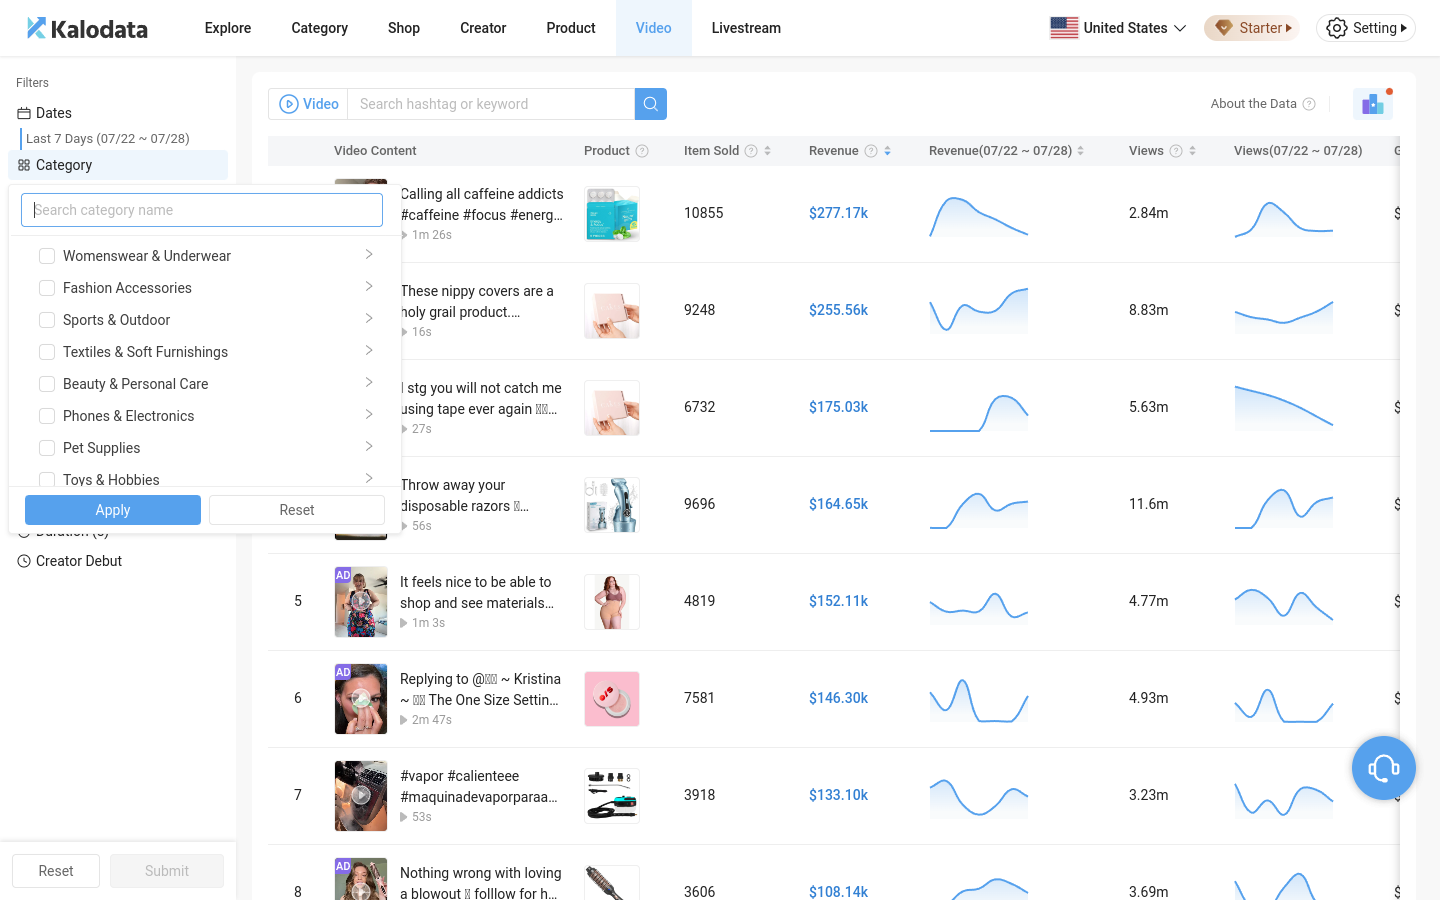 Kalodata
Explore
Category
Shop
Creator
Product
Video
Livestream
United States
Starter
Setting
Filters
Dates
Last 7 Days (07/22 ~ 07/28)
Category
Search category name
Womenswear & Underwear
Fashion Accessories
Sports & Outdoor
Textiles & Soft Furnishings
Beauty & Personal Care
Phones & Electronics
Pet Supplies
Toys & Hobbies
Apply
Reset
Creator Debut
Reset
Submit
Video
Search hashtag or keyword
About the Data
Video Content
Product
Item Sold
Revenue
Revenue(07/22 ~ 07/28)
Views
Views(07/22 ~ 07/28)
Calling all caffeine addicts
#caffeine #focus #energ...
1m 26s
10855
$277.17k
2.84m
$
These nippy covers are a
holy grail product....
16s
9248
$255.56k
8.83m
$
I stg you will not catch me
using tape ever again ...
27s
6732
$175.03k
5.63m
$
Throw away your
disposable razors ...
56s
9696
$164.65k
11.6m
$
5
AD
It feels nice to be able to
shop and see materials...
1m 3s
4819
$152.11k
4.77m
$
6
AD
Replying to @ ~ Kristina
~ The One Size Settin...
2m 47s
7581
$146.30k
4.93m
$
7
#vapor #calienteee
#maquinadevaporparaa...
53s
3918
$133.10k
3.23m
8
AD
Nothing wrong with loving
a blowout folllow for h...
3606
$108.14k
3.69m
$